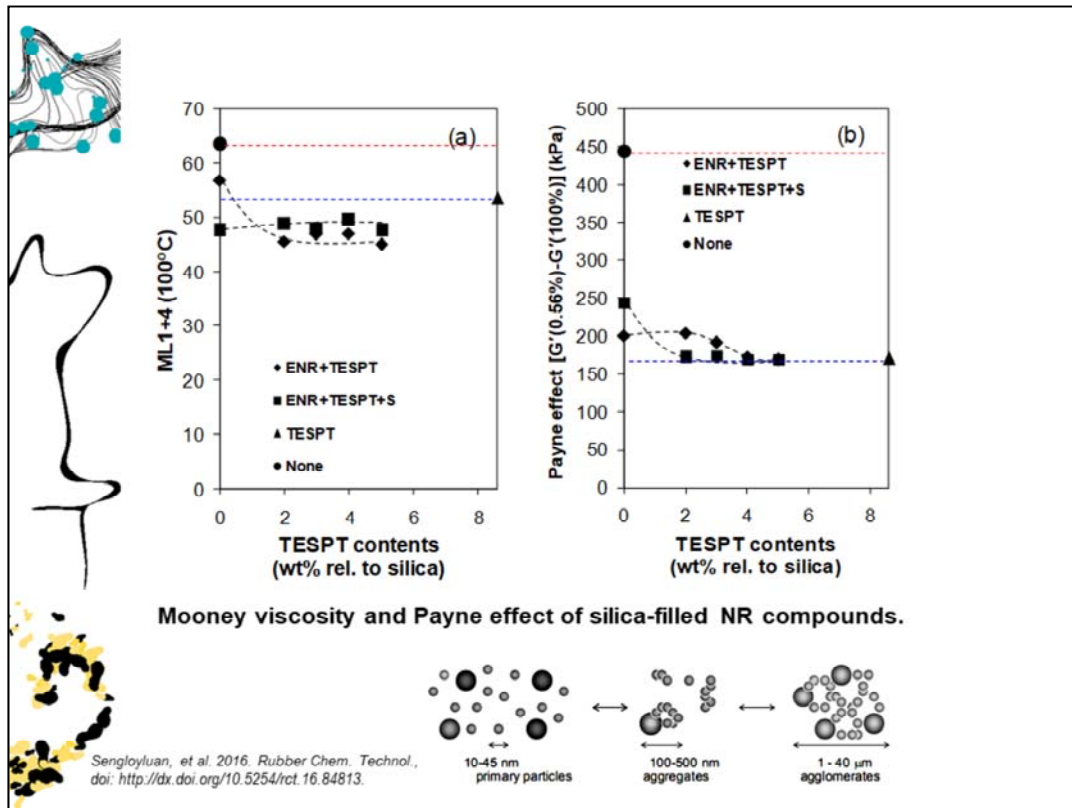 70
60
50
40
30
20
10
0
0
2
4
6
8
(a)
ML1+4 (100°C)
ENR+TESPT
ENR+TESPT+S
TESPT
None
TESPT contents
(wt% rel. to silica)
500
450
400
350
300
250
200
150
100
50
0
0
2
4
6
8
(b)
Payne effect [G'(0.56%)-G'(100%)] (kPa)
ENR+TESPT
ENR+TESPT+S
TESPT
None
TESPT contents
(wt% rel. to silica)
Mooney viscosity and Payne effect of silica-filled NR compounds.
10-45 nm
primary particles
100-500 nm
aggregates
1 - 40 μm
agglomerates
Sengloyluan, et al. 2016. Rubber Chem. Technol.,
doi: http://dx.doi.org/10.5254/rct.16.84813.